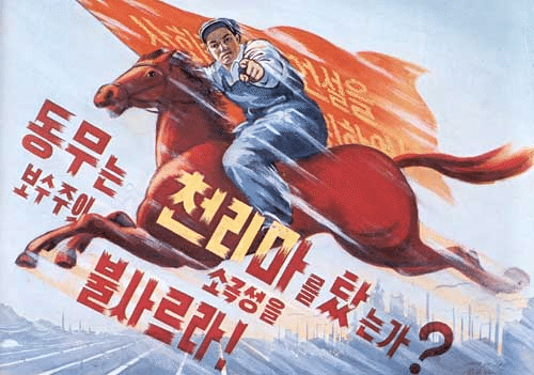 건설을
동무는 천리마를 탔는가?
보수주의 소극성을
불사르라!